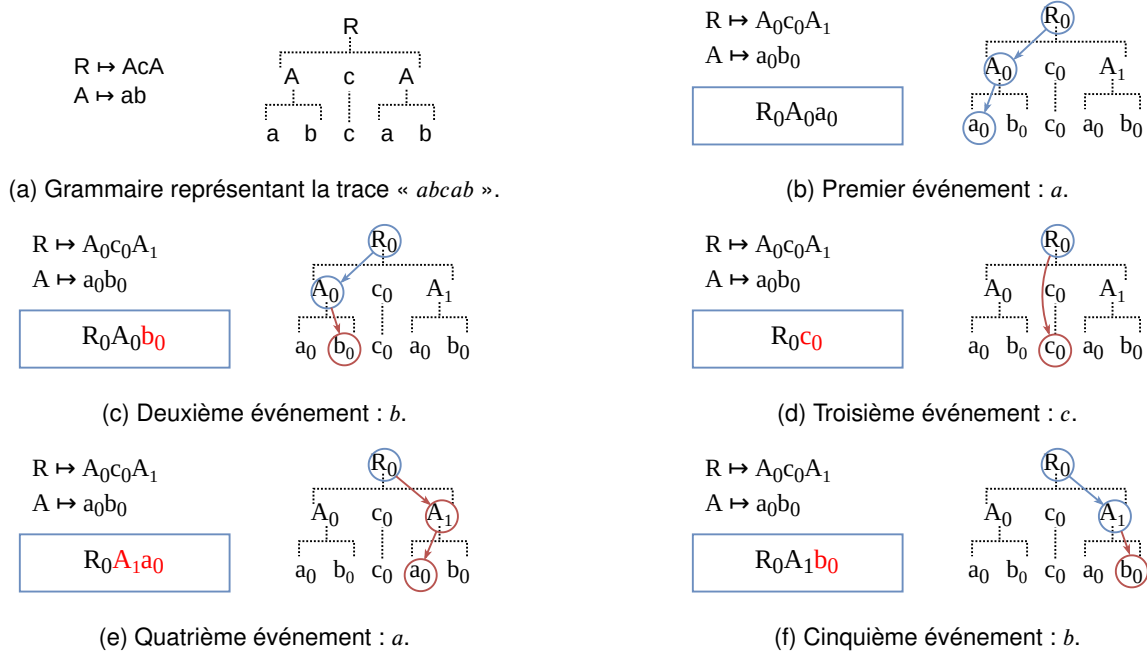 R ↦ AcA
A ↦ ab
R
A c A
a b c a b
(a) Grammaire représentant la trace « abcab ».
R ↦ A₀c₀A₁
A ↦ a₀b₀
R₀A₀a₀
R₀
A₀ c₀ A₁
a₀ b₀ c₀ a₀ b₀
(b) Premier événement : a.
R ↦ A₀c₀A₁
A ↦ a₀b₀
R₀A₀b₀
R₀
A₀ c₀ A₁
a₀ b₀ c₀ a₀ b₀
(c) Deuxième événement : b.
R ↦ A₀c₀A₁
A ↦ a₀b₀
R₀c₀
R₀
A₀ c₀ A₁
a₀ b₀ c₀ a₀ b₀
(d) Troisième événement : c.
R ↦ A₀c₀A₁
A ↦ a₀b₀
R₀A₁a₀
R₀
A₀ c₀ A₁
a₀ b₀ c₀ a₀ b₀
(e) Quatrième événement : a.
R ↦ A₀c₀A₁
A ↦ a₀b₀
R₀A₁b₀
R₀
A₀ c₀ A₁
a₀ b₀ c₀ a₀ b₀
(f) Cinquième événement : b.